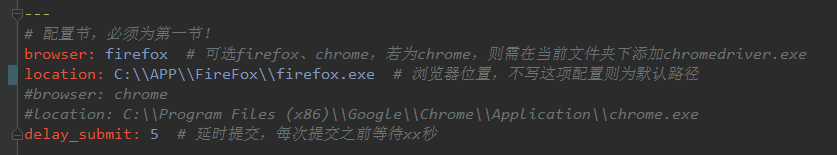 ---
# 配置节，必须为第一节！
browser: firefox  # 可选firefox、chrome，若为chrome，则需在当前文件夹下添加chromedriver.exe
location: C:\\APP\\FireFox\\firefox.exe  # 浏览器位置，不写这项配置则为默认路径
#browser: chrome
#location: C:\\Program Files (x86)\\Google\\Chrome\\Application\\chrome.exe
delay_submit: 5  # 延时提交，每次提交之前等待xx秒